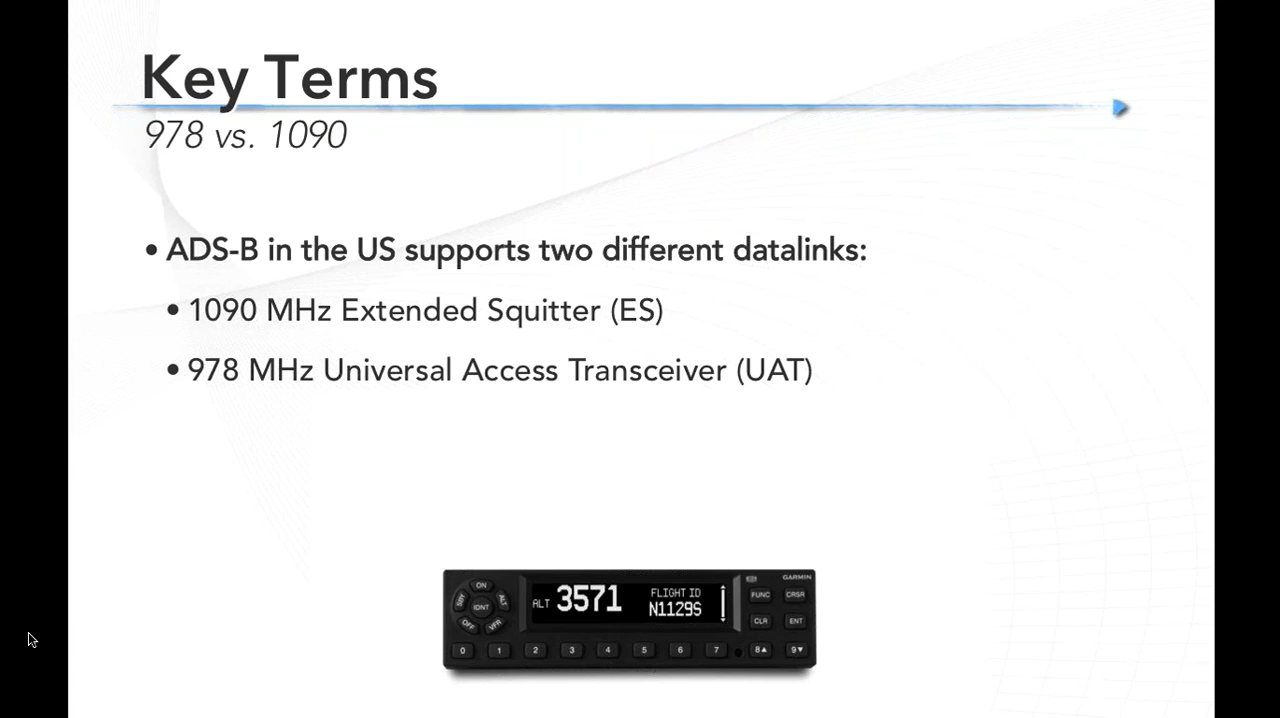 Key Terms
978 vs. 1090
• ADS-B in the US supports two different datalinks:
• 1090 MHz Extended Squitter (ES)
• 978 MHz Universal Access Transceiver (UAT)
GARMIN
ON
SBY
IDNT
ALT
OFF
VFR
ALT 3571
FLIGHT ID
N1129S
FUNC CRSR
CLR ENT
0 1 2 3 4 5 6 7 8▲ 9▼